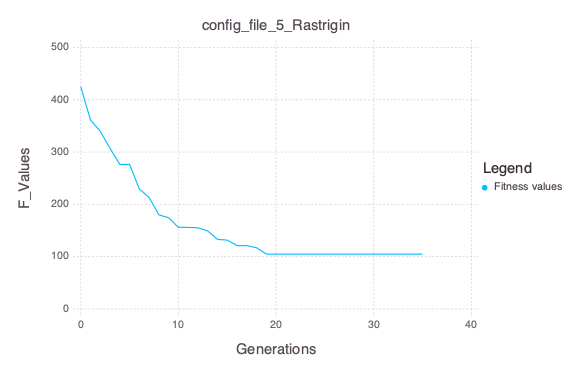 config_file_5_Rastrigin
500
400
300
200
100
0
F_Values
0 10 20 30 40
Generations
Legend
Fitness values